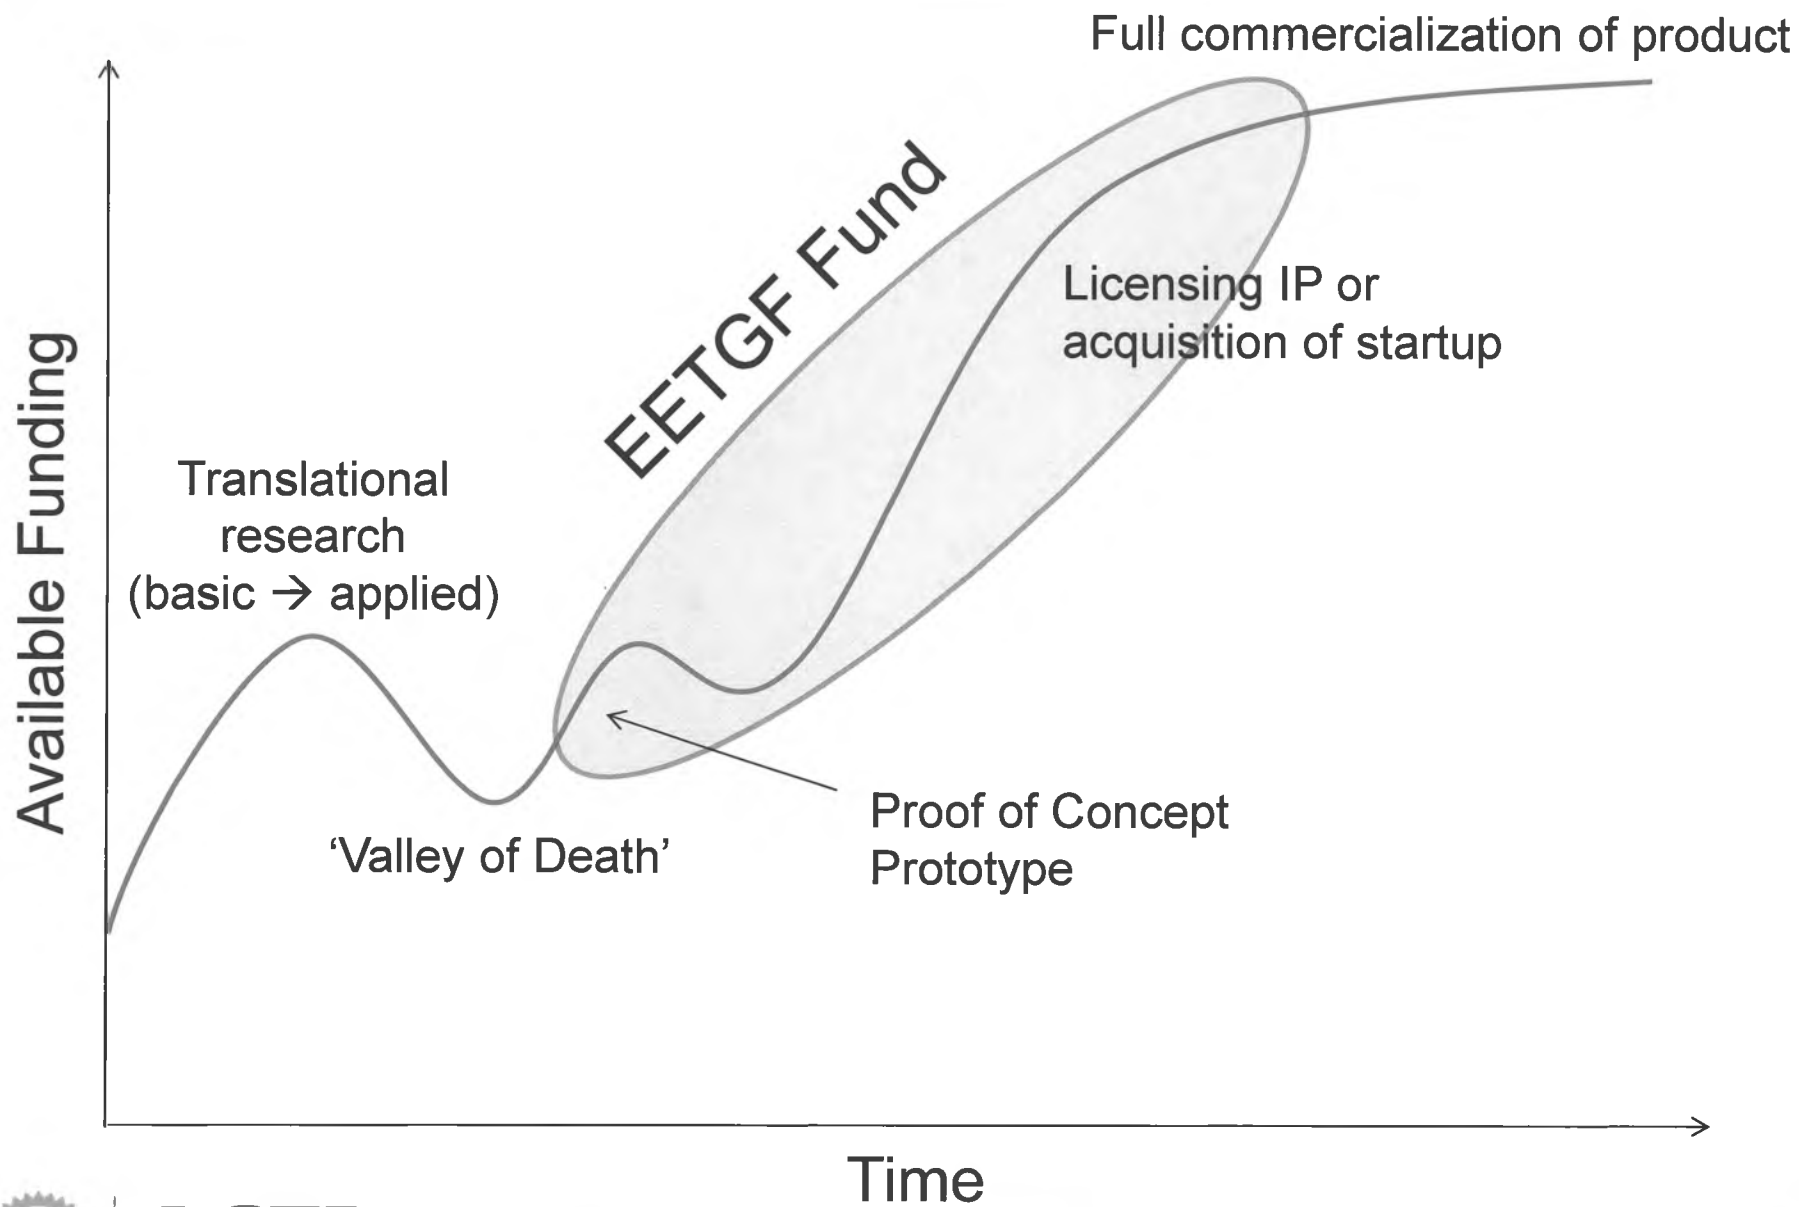 Full commercialization of product
EETGF Fund
Licensing IP or
acquisition of startup
Available Funding
Translational
research
(basic → applied)
Proof of Concept
Prototype
‘Valley of Death’
Time